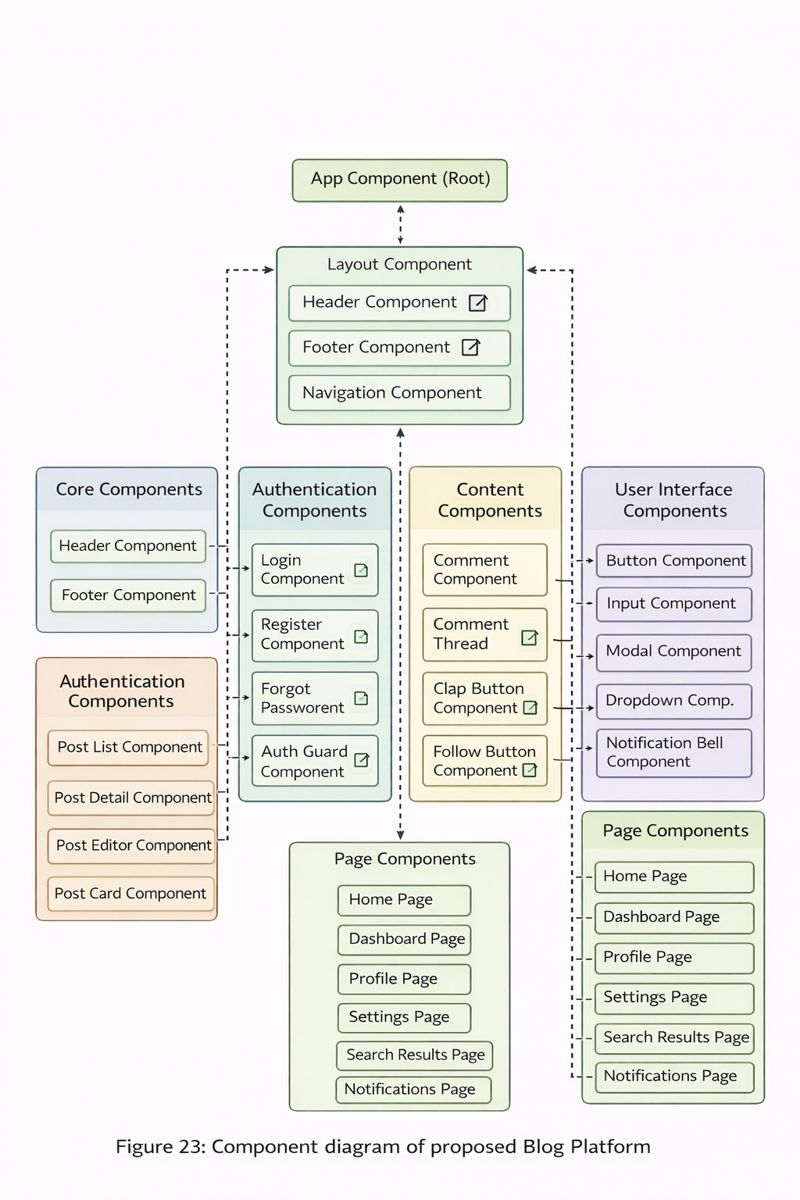 App Component (Root)
Layout Component
Header Component
Footer Component
Navigation Component
Core Components
Header Component
Footer Component
Authentication
Components
Login
Component
Register
Component
Forgot
Passworent
Auth Guard
Component
Content
Components
Comment
Component
Comment
Thread
Clap Button
Component
Follow Button
Component
User Interface
Components
Button Component
Input Component
Modal Component
Dropdown Comp.
Notification Bell
Component
Authentication
Components
Post List Component
Post Detail Component
Post Editor Component
Post Card Component
Page Components
Home Page
Dashboard Page
Profile Page
Settings Page
Search Results Page
Notifications Page
Page Components
Home Page
Dashboard Page
Profile Page
Settings Page
Search Results Page
Notifications Page
Figure 23: Component diagram of proposed Blog Platform